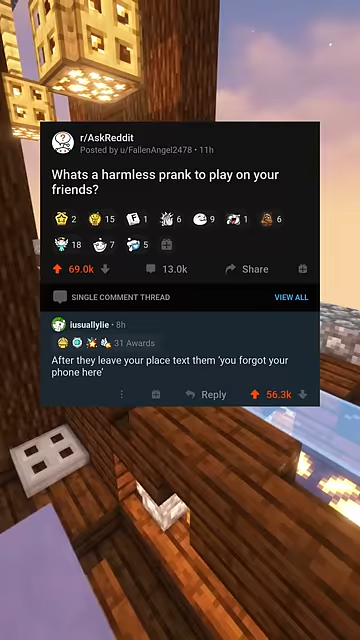 r/AskReddit
Posted by u/FallenAngel2478 • 11h
Whats a harmless prank to play on your
friends?
2 15 1 6 9 1 6
18 7 5
69.0k 13.0k Share
SINGLE COMMENT THREAD VIEW ALL
iusuallylie • 8h
31 Awards
After they leave your place text them ‘you forgot your
phone here’
Reply 56.3k